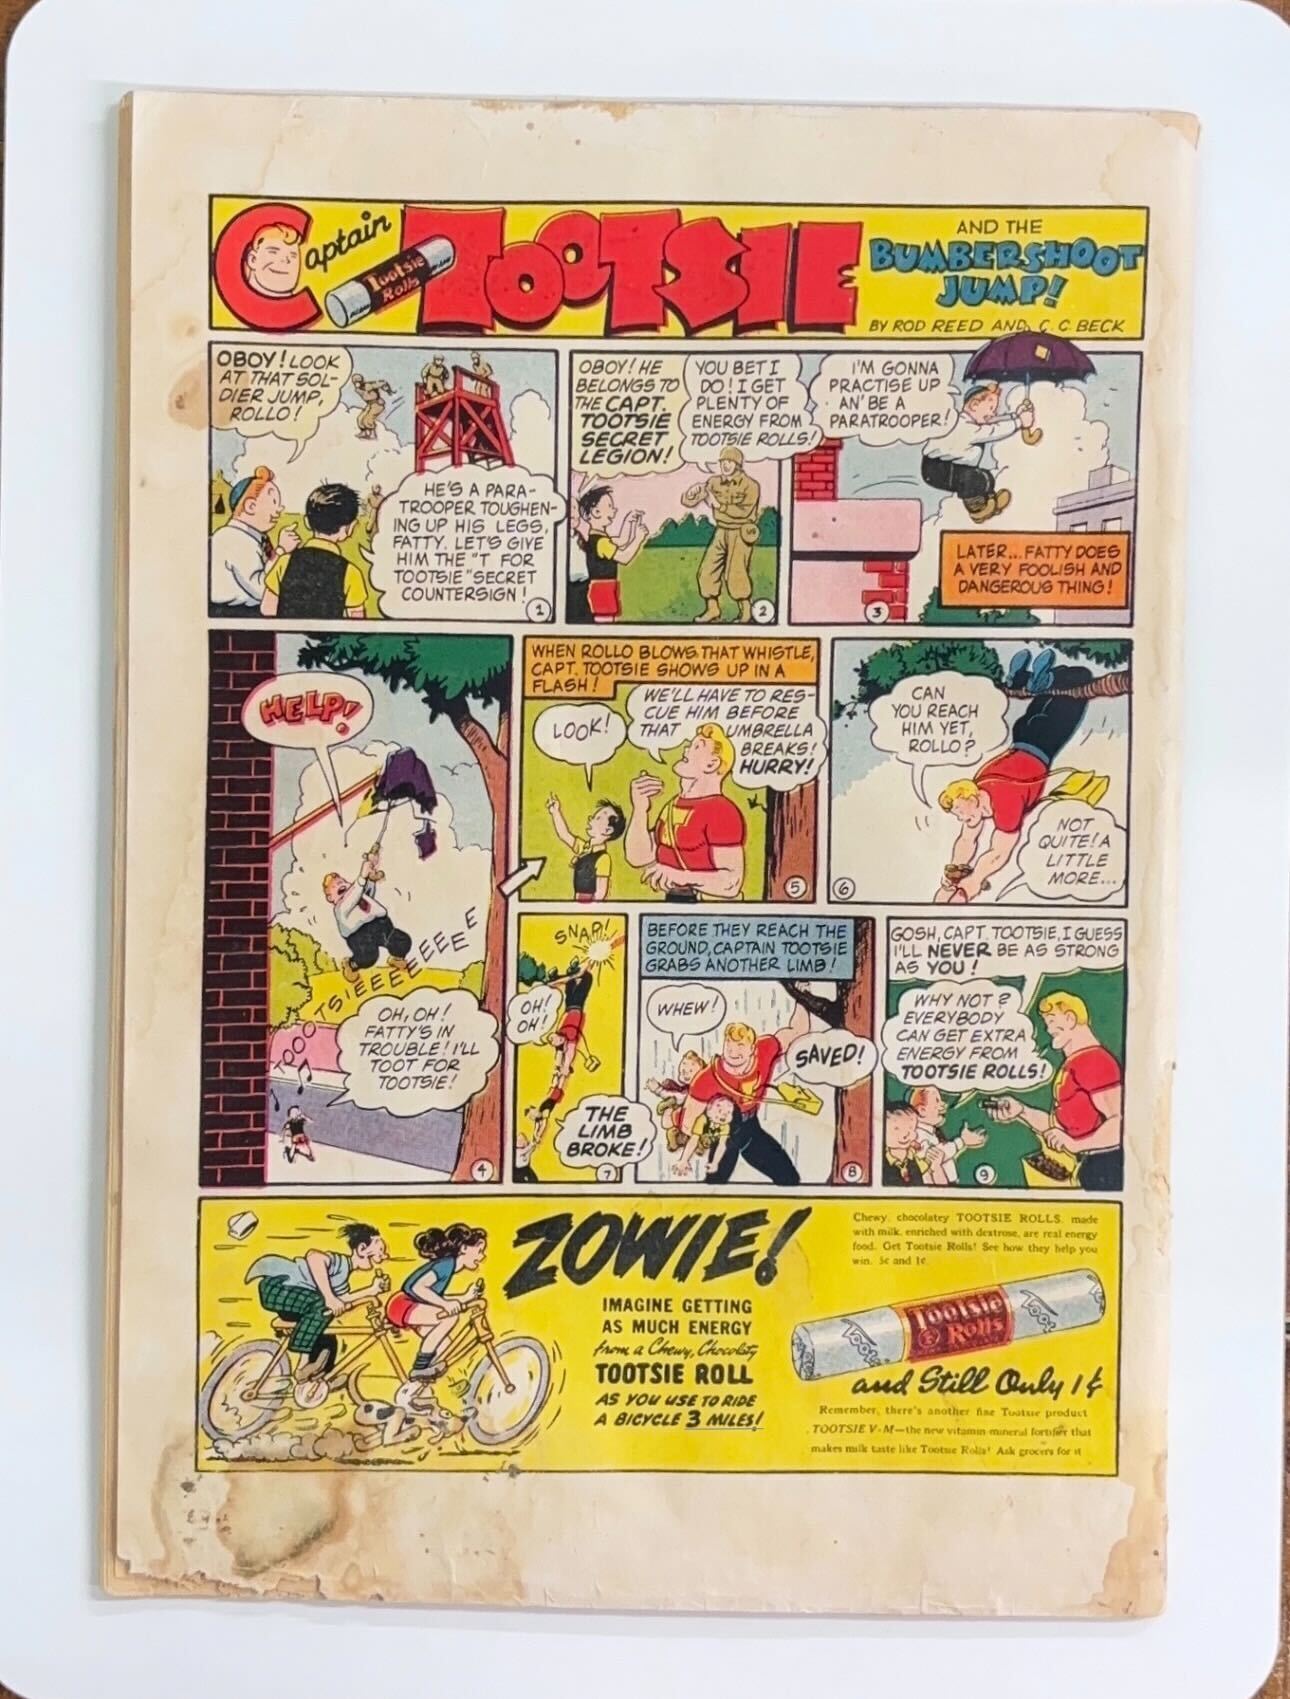 Captain TOOTSIE
Tootsie
Rolls
AND THE
BUMBERSHOOT
JUMP!
BY ROD REED AND C. C. BECK
OBOY! LOOK
AT THAT SOL-
DIER JUMP,
ROLLO!
HE'S A PARA-
TROOPER TOUGHEN-
ING UP HIS LEGS,
FATTY. LET'S GIVE
HIM THE "T FOR
TOOTSIE" SECRET
COUNTERSIGN!
1
OBOY! HE
BELONGS TO
THE CAPT.
TOOTSIE
SECRET
LEGION!
YOU BET I
DO! I GET
PLENTY OF
ENERGY FROM
TOOTSIE ROLLS!
2
I'M GONNA
PRACTISE UP
AN' BE A
PARATROOPER!
LATER... FATTY DOES
A VERY FOOLISH AND
DANGEROUS THING!
3
HELP!
TOOOTSIEEEEEEEEE
OH, OH!
FATTY'S IN
TROUBLE! I'LL
TOOT FOR
TOOTSIE!
4
WHEN ROLLO BLOWS THAT WHISTLE,
CAPT. TOOTSIE SHOWS UP IN A
FLASH!
LOOK!
WE'LL HAVE TO RES-
CUE HIM BEFORE
THAT UMBRELLA
BREAKS!
HURRY!
5
CAN
YOU REACH
HIM YET,
ROLLO?
NOT
QUITE! A
LITTLE
MORE...
6
SNAP!
OH!
OH!
THE
LIMB
BROKE!
7
BEFORE THEY REACH THE
GROUND, CAPTAIN TOOTSIE
GRABS ANOTHER LIMB!
WHEW!
SAVED!
8
GOSH, CAPT. TOOTSIE, I GUESS
I'LL NEVER BE AS STRONG
AS YOU!
WHY NOT?
EVERYBODY
CAN GET EXTRA
ENERGY FROM
TOOTSIE ROLLS!
9
ZOWIE!
IMAGINE GETTING
AS MUCH ENERGY
from a Chewy, Chocolaty
TOOTSIE ROLL
AS YOU USE TO RIDE
A BICYCLE 3 MILES!
Chewy, chocolatey TOOTSIE ROLLS, made
with milk, enriched with dextrose, are real energy
food. Get Tootsie Rolls! See how they help you
win. 5c and 1c.
Tootsie
Rolls
and Still Only 1¢
Remember, there's another fine Tootsie product
TOOTSIE V-M—the new vitamin-mineral fortifier that
makes milk taste like Tootsie Rolls! Ask grocers for it